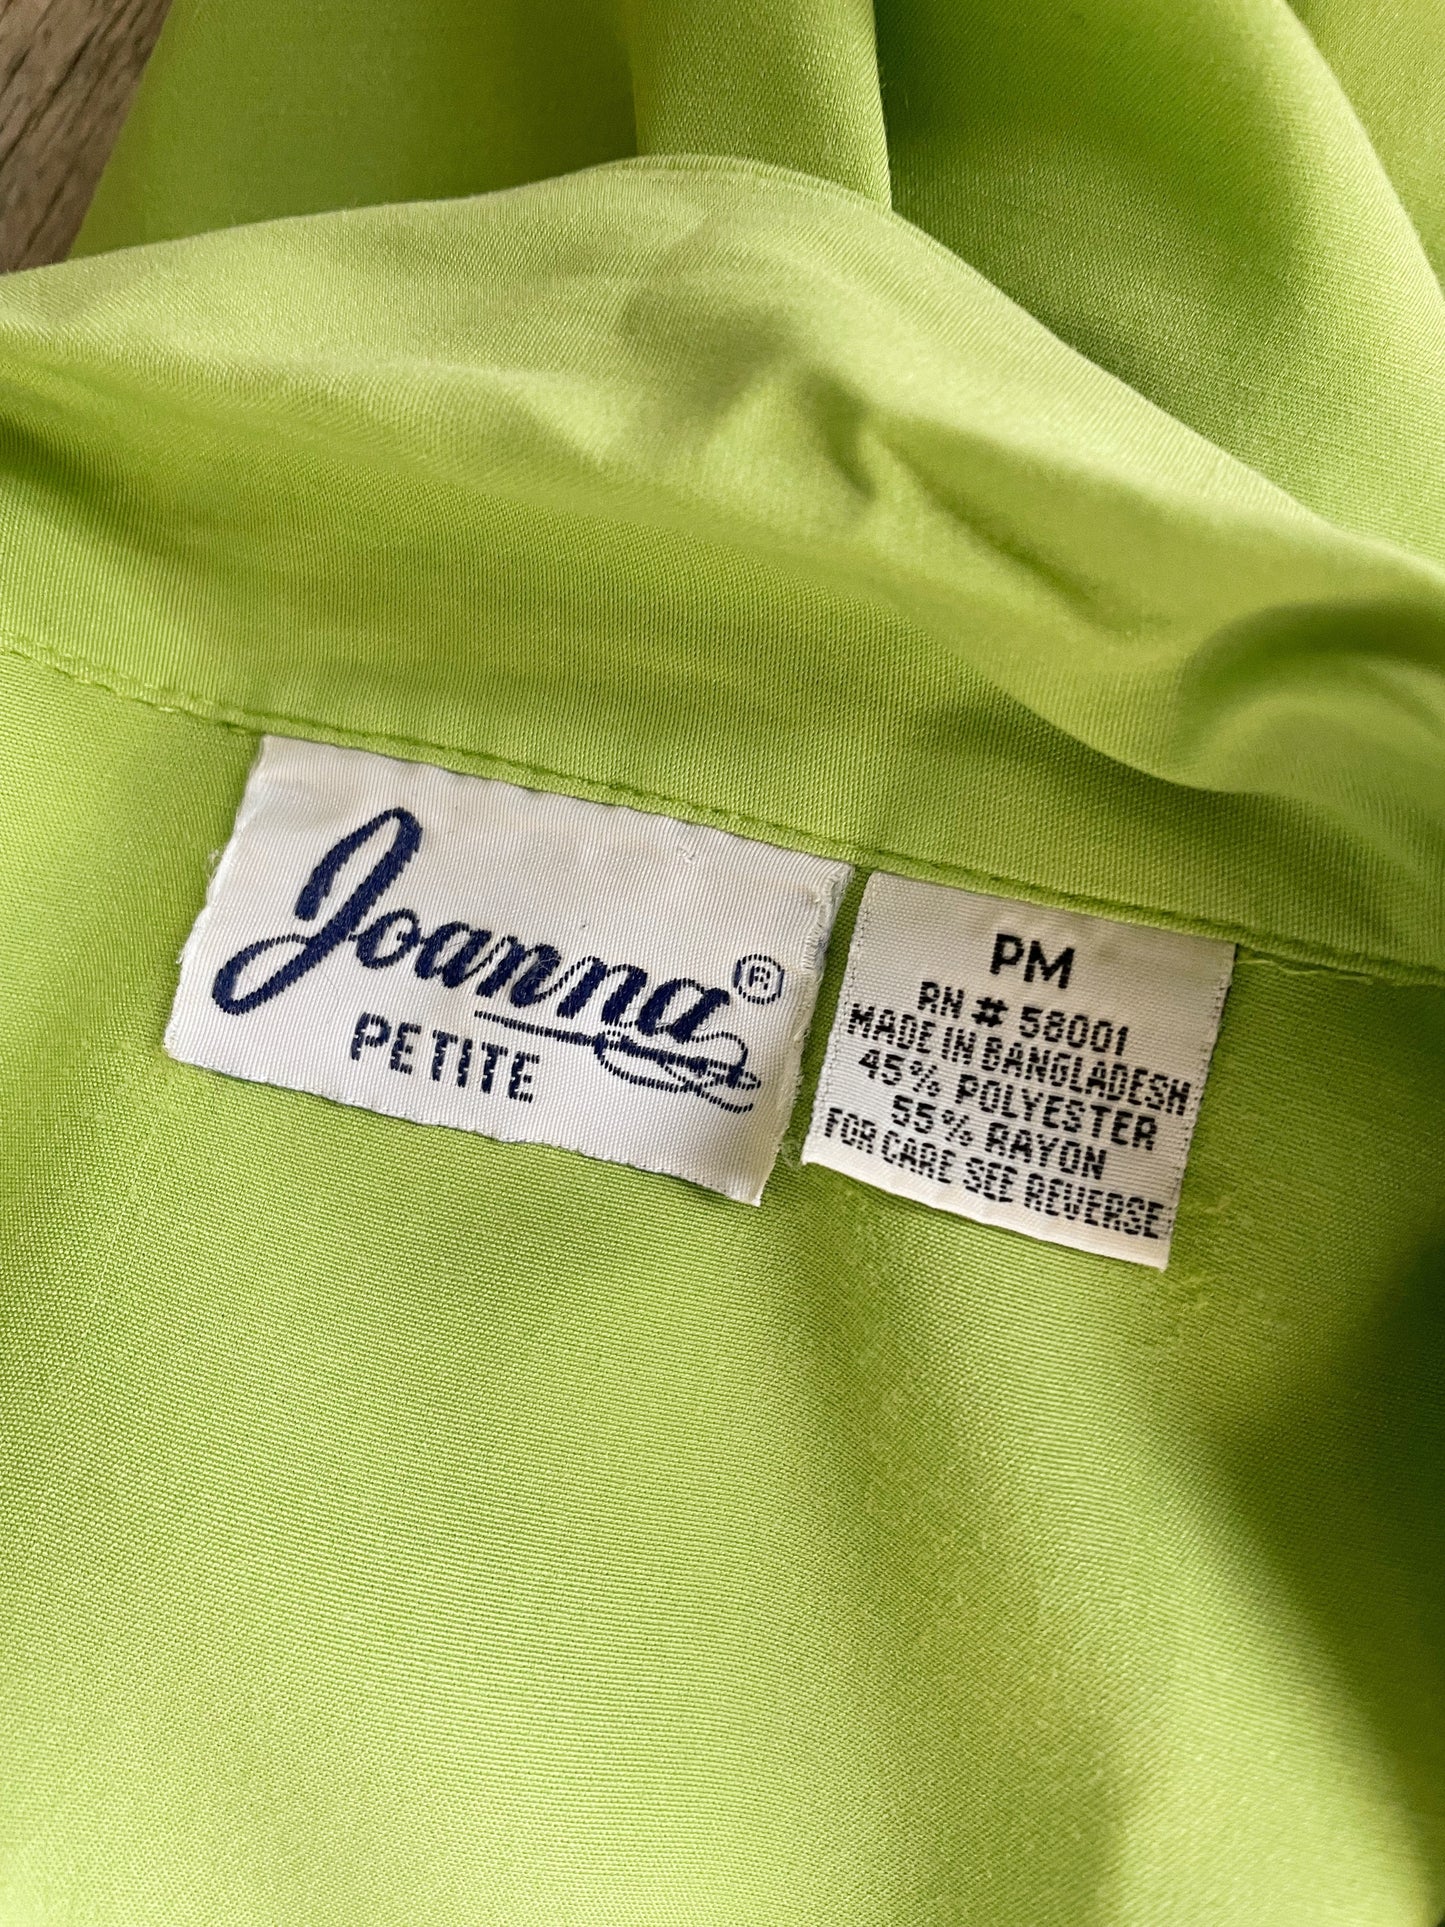 Joanna®
PETITE
PM
RN # 58001
MADE IN BANGLADESH
45% POLYESTER
55% RAYON
FOR CARE SEE REVERSE